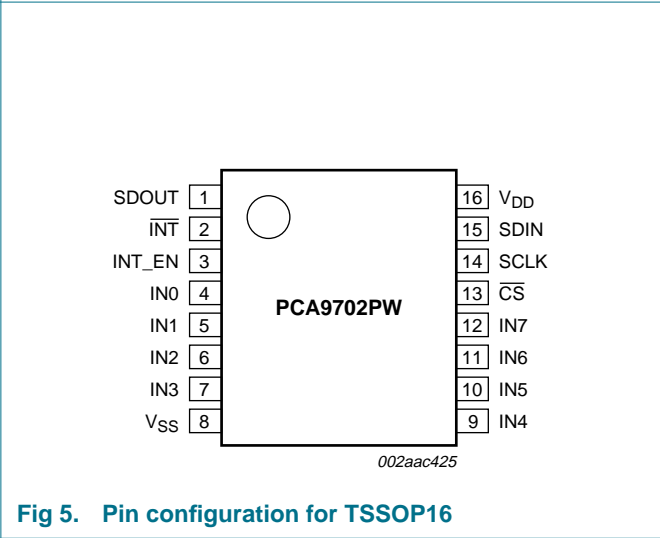 SDOUT 1 16 VDD
INT 2 15 SDIN
INT_EN 3 14 SCLK
IN0 4 13 CS
IN1 5 PCA9702PW 12 IN7
IN2 6 11 IN6
IN3 7 10 IN5
VSS 8 9 IN4
002aac425
Fig 5. Pin configuration for TSSOP16